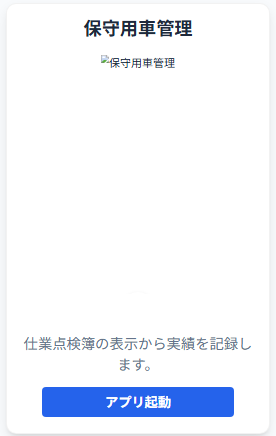 保守用車管理
保守用車管理
仕業点検簿の表示から実績を記録し
ます。
アプリ起動